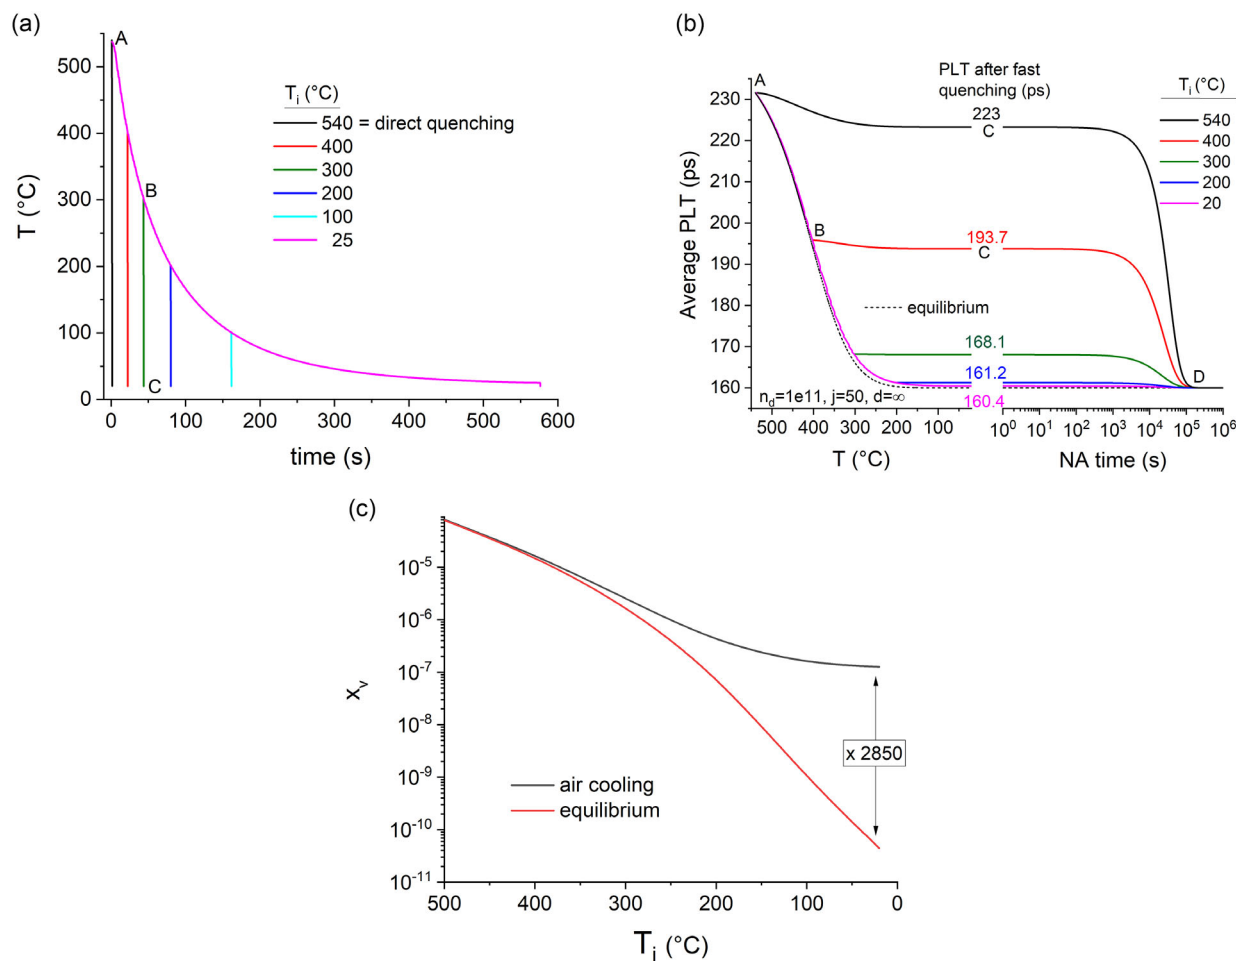 (a)
T (°C)
500
400
300
200
100
0
A
B
C
T_i (°C)
540 = direct quenching
400
300
200
100
25
0 100 200 300 400 500 600
time (s)
(b)
Average PLT (ps)
230
220
210
200
190
180
170
160
A
PLT after fast
quenching (ps)
223
C
B
193.7
C
equilibrium
168.1
161.2
160.4
D
n_d=1e11, j=50, d=∞
T_i (°C)
540
400
300
200
20
500 400 300 200 100
10^0 10^1 10^2 10^3 10^4 10^5 10^6
T (°C)
NA time (s)
(c)
x_v
10^-5
10^-6
10^-7
10^-8
10^-9
10^-10
10^-11
x 2850
air cooling
equilibrium
500 400 300 200 100 0
T_i (°C)